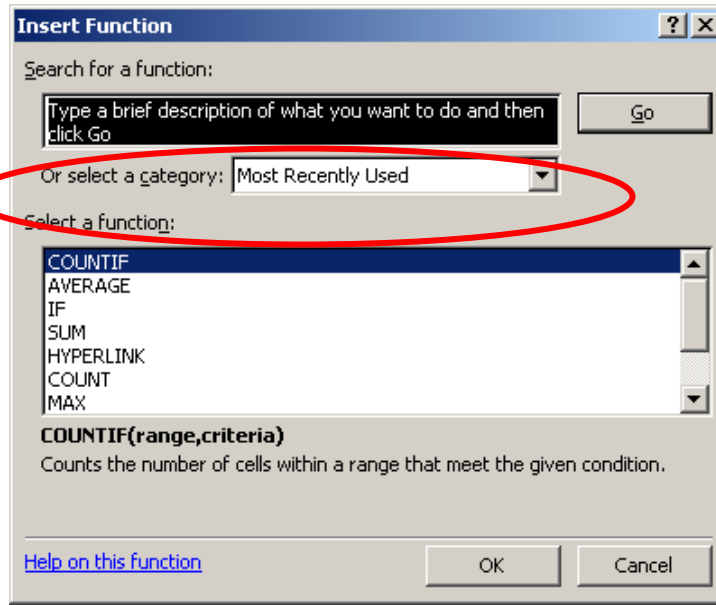 Insert Function
Search for a function:
Type a brief description of what you want to do and then
click Go
Go
Or select a category: Most Recently Used
Select a function:
COUNTIF
AVERAGE
IF
SUM
HYPERLINK
COUNT
MAX
COUNTIF(range,criteria)
Counts the number of cells within a range that meet the given condition.
Help on this function
OK
Cancel